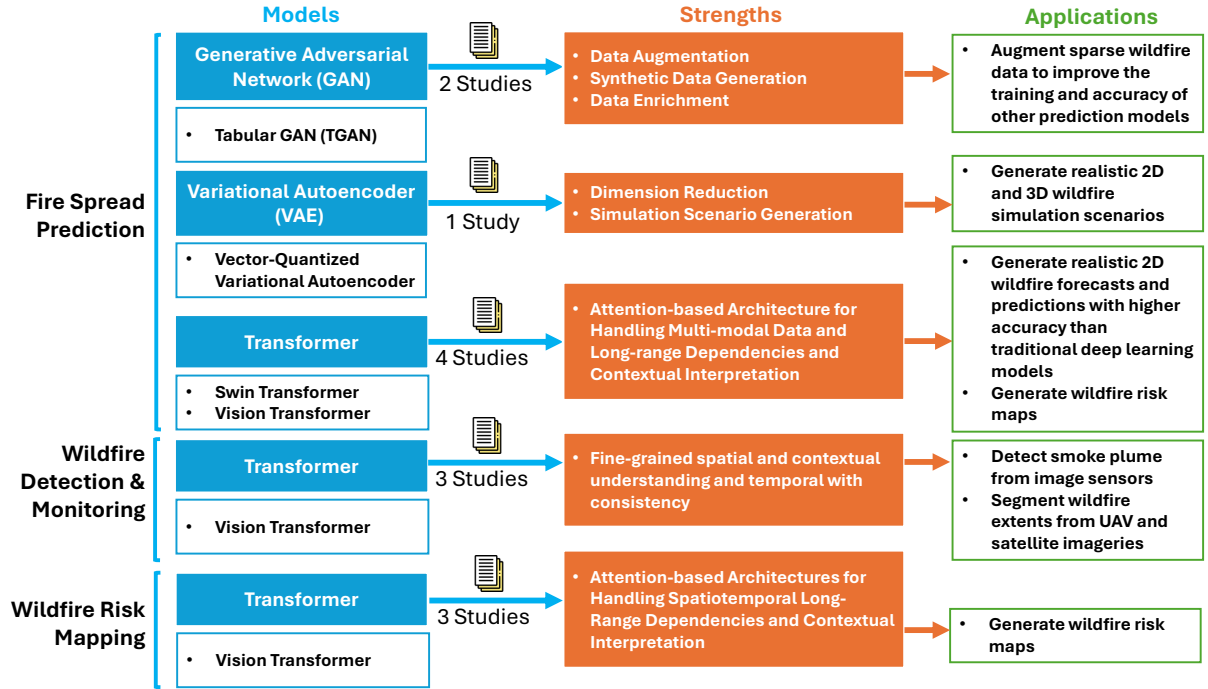 Models
Strengths
Applications
Fire Spread
Prediction
Generative Adversarial
Network (GAN)
• Tabular GAN (TGAN)
2 Studies
• Data Augmentation
• Synthetic Data Generation
• Data Enrichment
• Augment sparse wildfire
data to improve the
training and accuracy of
other prediction models
Variational Autoencoder
(VAE)
• Vector-Quantized
Variational Autoencoder
1 Study
• Dimension Reduction
• Simulation Scenario Generation
• Generate realistic 2D
and 3D wildfire
simulation scenarios
Transformer
• Swin Transformer
• Vision Transformer
4 Studies
• Attention-based Architecture for
Handling Multi-modal Data and
Long-range Dependencies and
Contextual Interpretation
• Generate realistic 2D
wildfire forecasts and
predictions with higher
accuracy than
traditional deep learning
models
• Generate wildfire risk
maps
Wildfire
Detection &
Monitoring
Transformer
• Vision Transformer
3 Studies
• Fine-grained spatial and contextual
understanding and temporal with
consistency
• Detect smoke plume
from image sensors
• Segment wildfire
extents from UAV and
satellite imageries
Wildfire Risk
Mapping
Transformer
• Vision Transformer
3 Studies
• Attention-based Architectures for
Handling Spatiotemporal Long-
Range Dependencies and Contextual
Interpretation
• Generate wildfire risk
maps